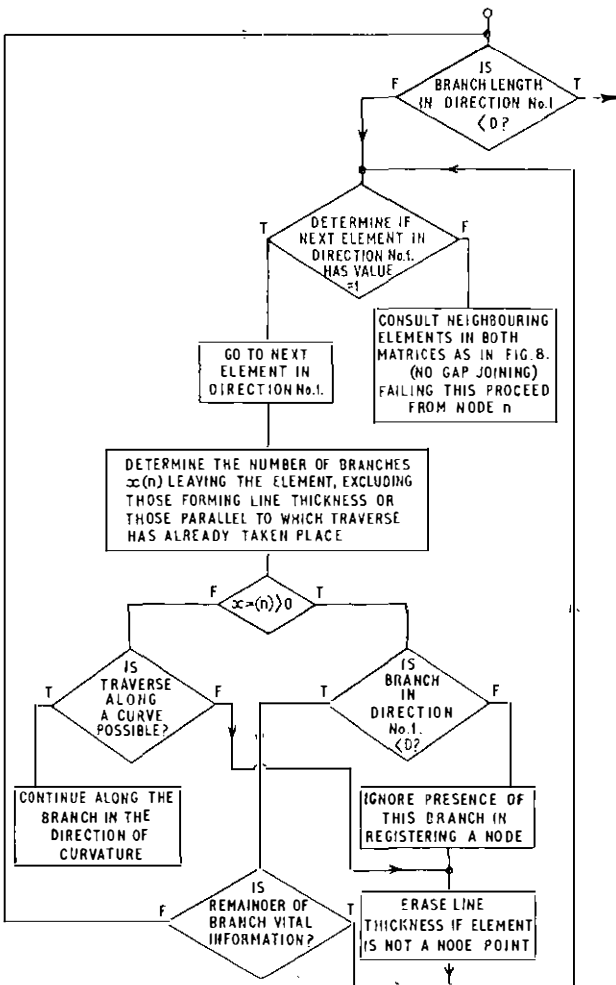 IS
BRANCH LENGTH
IN DIRECTION No.1
<D?
F
T
DETERMINE IF
NEXT ELEMENT IN
DIRECTION No.1.
HAS VALUE
=1
T
F
CONSULT NEIGHBOURING
ELEMENTS IN BOTH
MATRICES AS IN FIG.8.
(NO GAP JOINING)
FAILING THIS PROCEED
FROM NODE n
GO TO NEXT
ELEMENT IN
DIRECTION No.1.
DETERMINE THE NUMBER OF BRANCHES
x(n) LEAVING THE ELEMENT, EXCLUDING
THOSE FORMING LINE THICKNESS OR
THOSE PARALLEL TO WHICH TRAVERSE
HAS ALREADY TAKEN PLACE
F
x=(n)>0
T
IS
TRAVERSE
ALONG
A CURVE
POSSIBLE?
T
F
IS
BRANCH
IN
DIRECTION
No.1.
<D?
T
F
CONTINUE ALONG THE
BRANCH IN THE
DIRECTION OF
CURVATURE
IGNORE PRESENCE OF
THIS BRANCH IN
REGISTERING A NODE
IS
REMAINDER OF
BRANCH VITAL
INFORMATION?
F
T
ERASE LINE
THICKNESS IF ELEMENT
IS NOT A NODE POINT